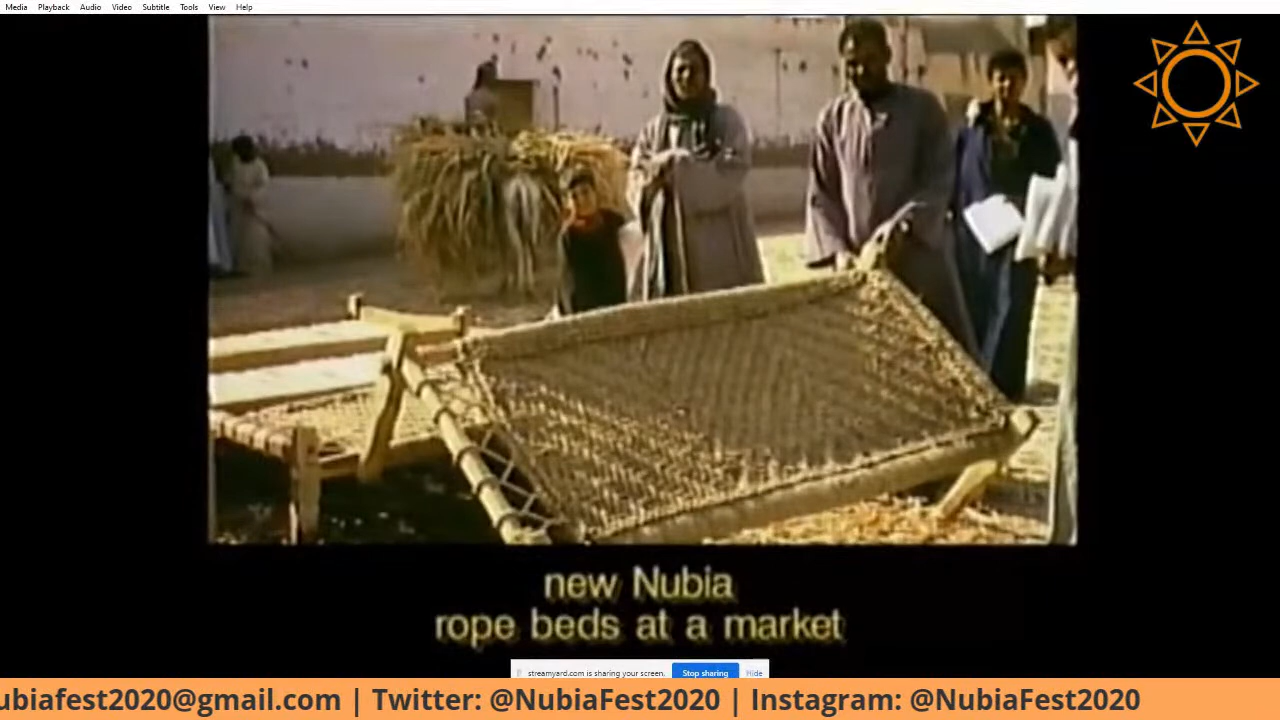 Media Playback Audio Video Subtitle Tools View Help
new Nubia
rope beds at a market
streamyard.com is sharing your screen. Stop sharing Hide
ubiafest2020@gmail.com | Twitter: @NubiaFest2020 | Instagram: @NubiaFest2020